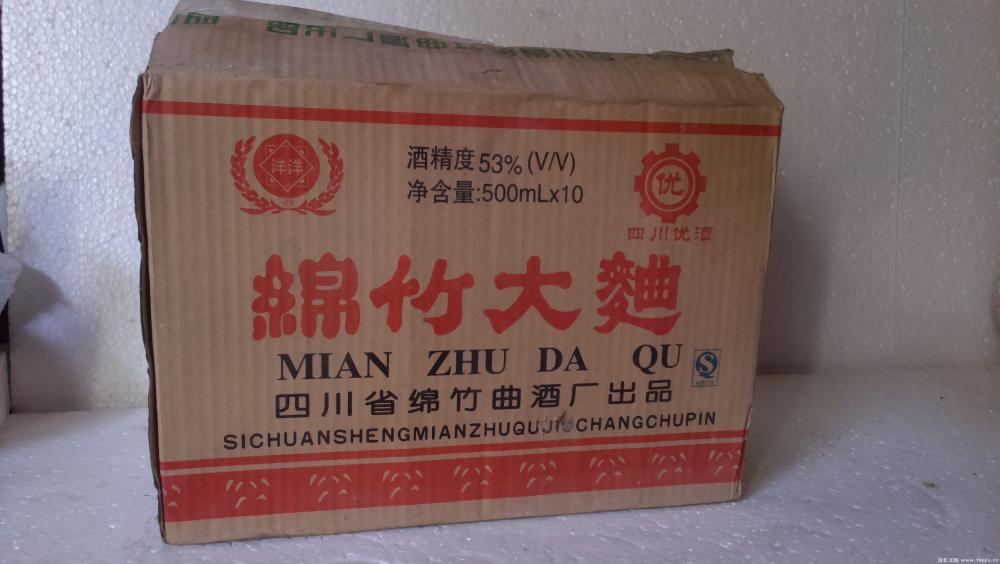 洋洋
酒精度53% (V/V)
净含量:500mLx10
优
四川优酒
綿竹大麯
MIAN ZHU DA QU
四川省绵竹曲酒厂出品
SICHUANSHENGMIANZHUQUJIUCHANGCHUPIN